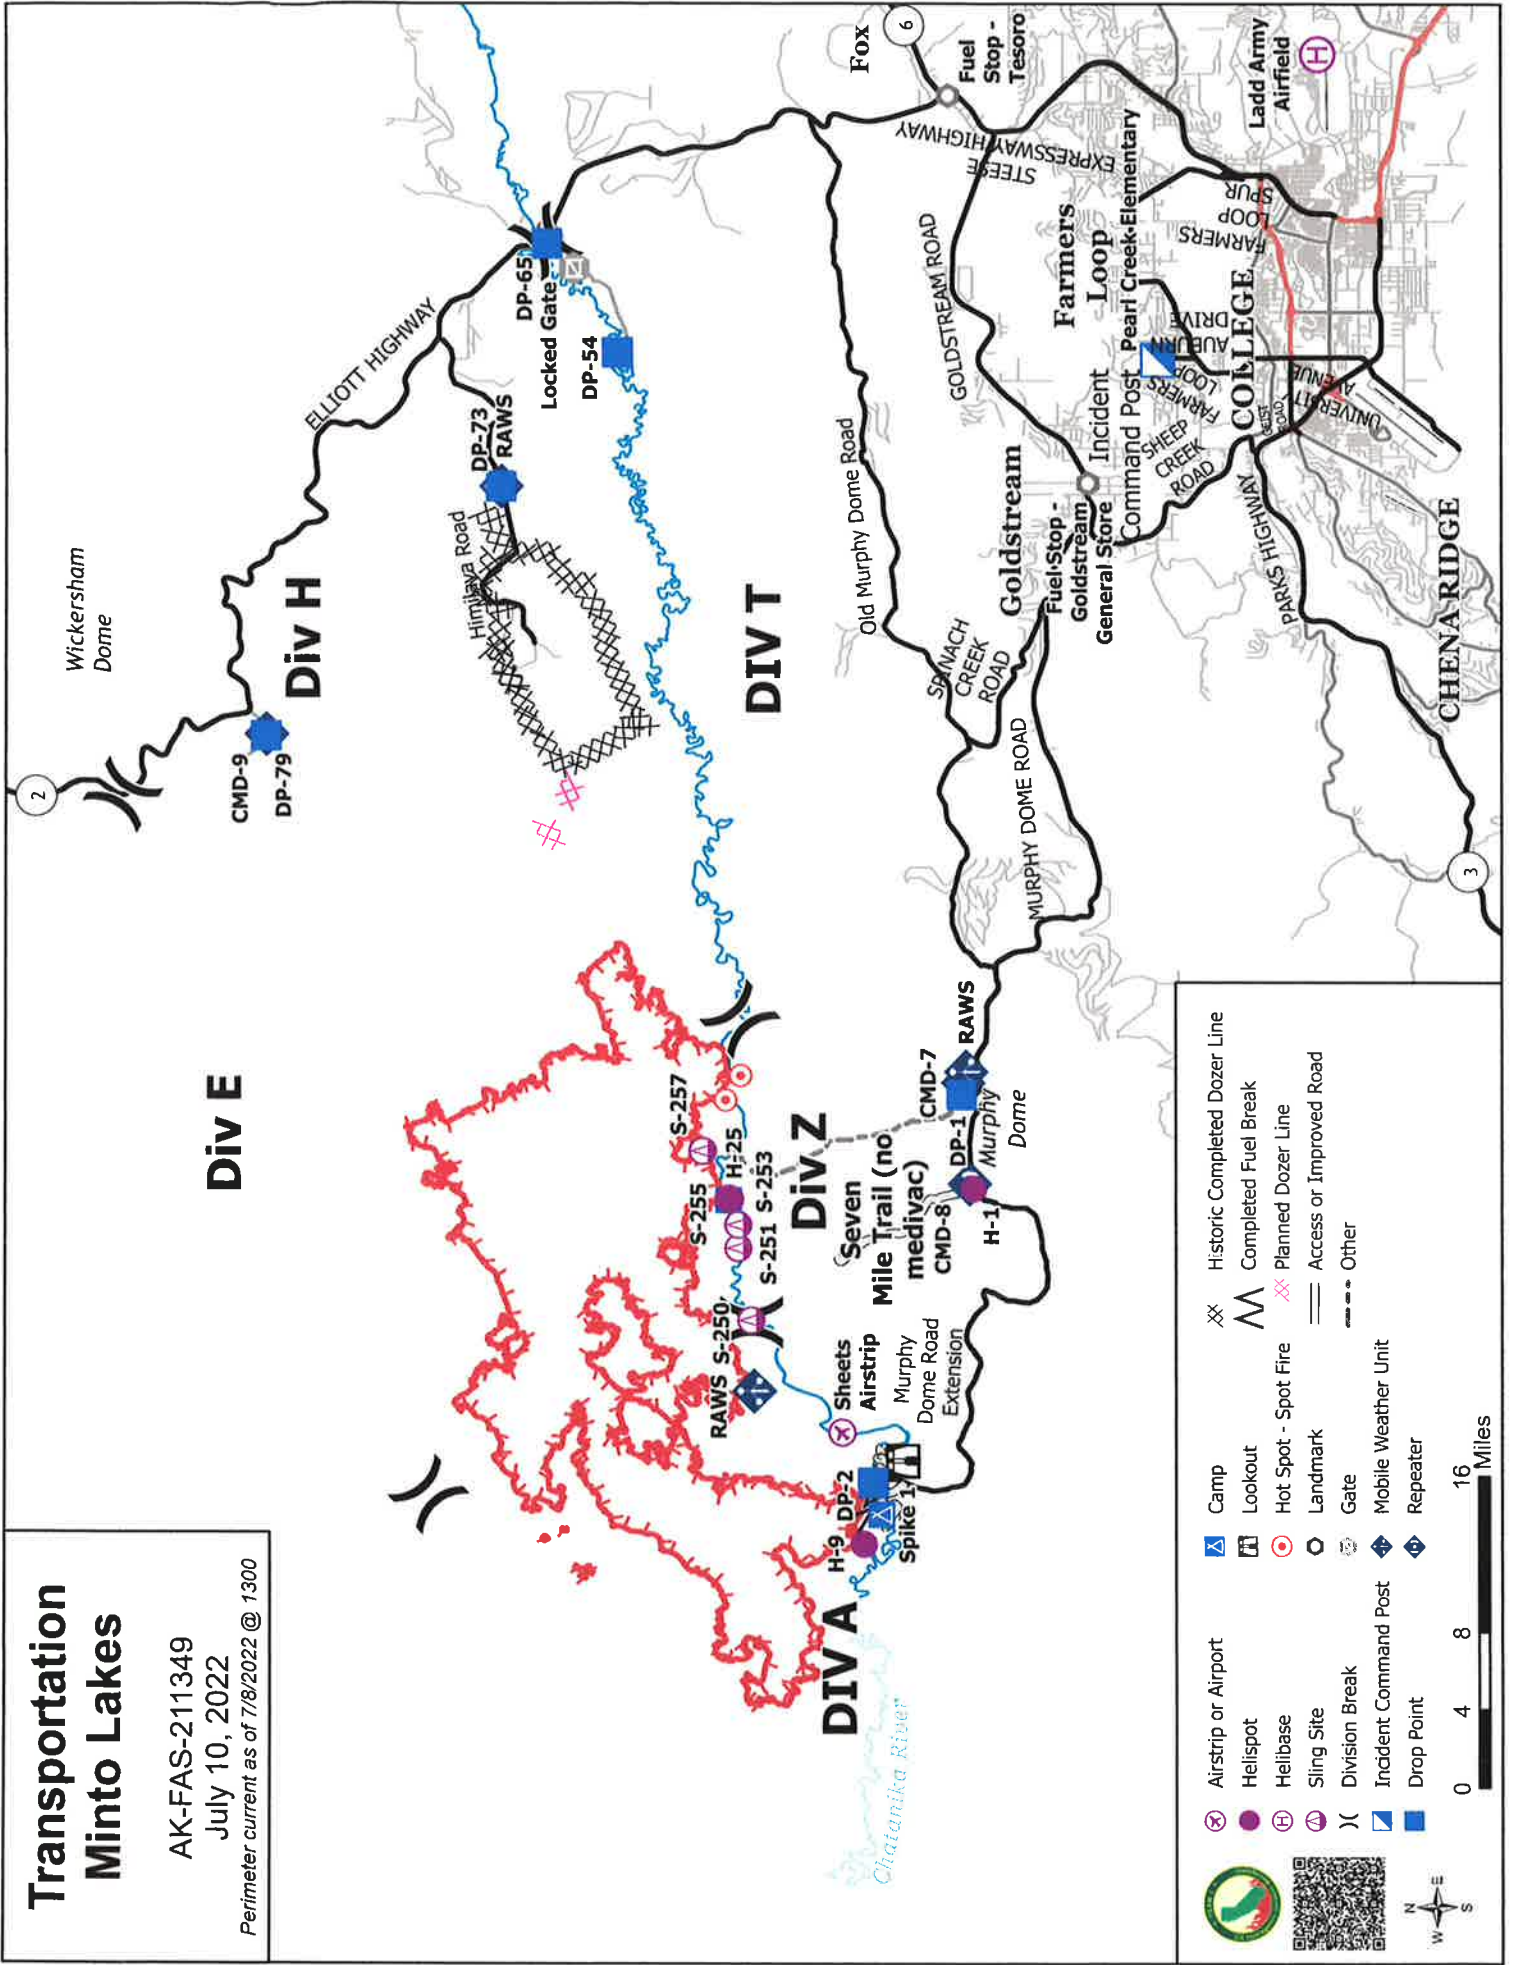 Transportation
Minto Lakes
AK-FAS-211349
July 10, 2022
Perimeter current as of 7/8/2022 @ 1300
2
Wickersham
Dome
CMD-9
DP-79
Div H
ELLIOTT HIGHWAY
Himilaya Road
DP-73
RAWS
DP-65
Locked Gate
DP-54
Div E
DIV T
Fox
6
Fuel
Stop -
Tesoro
STEESE
EXPRESSWAY
HIGHWAY
HIGHWAY
Ladd Army
Airfield
H
Old Murphy Dome Road
GOLDSTREAM ROAD
Farmers
Loop
Pearl Creek Elementary
FARMERS
LOOP
SPUR
Incident
Command Post
AUBURN
DRIVE
FARMERS
LOOP
COLLEGE
GEIST
ROAD
UNIVERSITY
AVENUE
SHEEP
CREEK
ROAD
Goldstream
Fuel Stop -
Goldstream
General Store
SPINACH
CREEK
ROAD
MURPHY DOME ROAD
PARKS HIGHWAY
CHENA RIDGE
3
S-257
H-25
S-255
S-253
S-251
S-250
RAWS
Div Z
Seven
Mile Trail (no
medivac)
CMD-8
H-1
CMD-7
RAWS
DP-1
Murphy
Dome
Sheets
Airstrip
Murphy
Dome Road
Extension
DP-2
H-9
Spike 1
DIV A
Chatanika River
Airstrip or Airport
Helispot
Helibase
Sling Site
Division Break
Incident Command Post
Drop Point
Camp
Lookout
Hot Spot - Spot Fire
Landmark
Gate
Mobile Weather Unit
Repeater
Historic Completed Dozer Line
Completed Fuel Break
Planned Dozer Line
Access or Improved Road
Other
N
W E
S
0 4 8 16
Miles